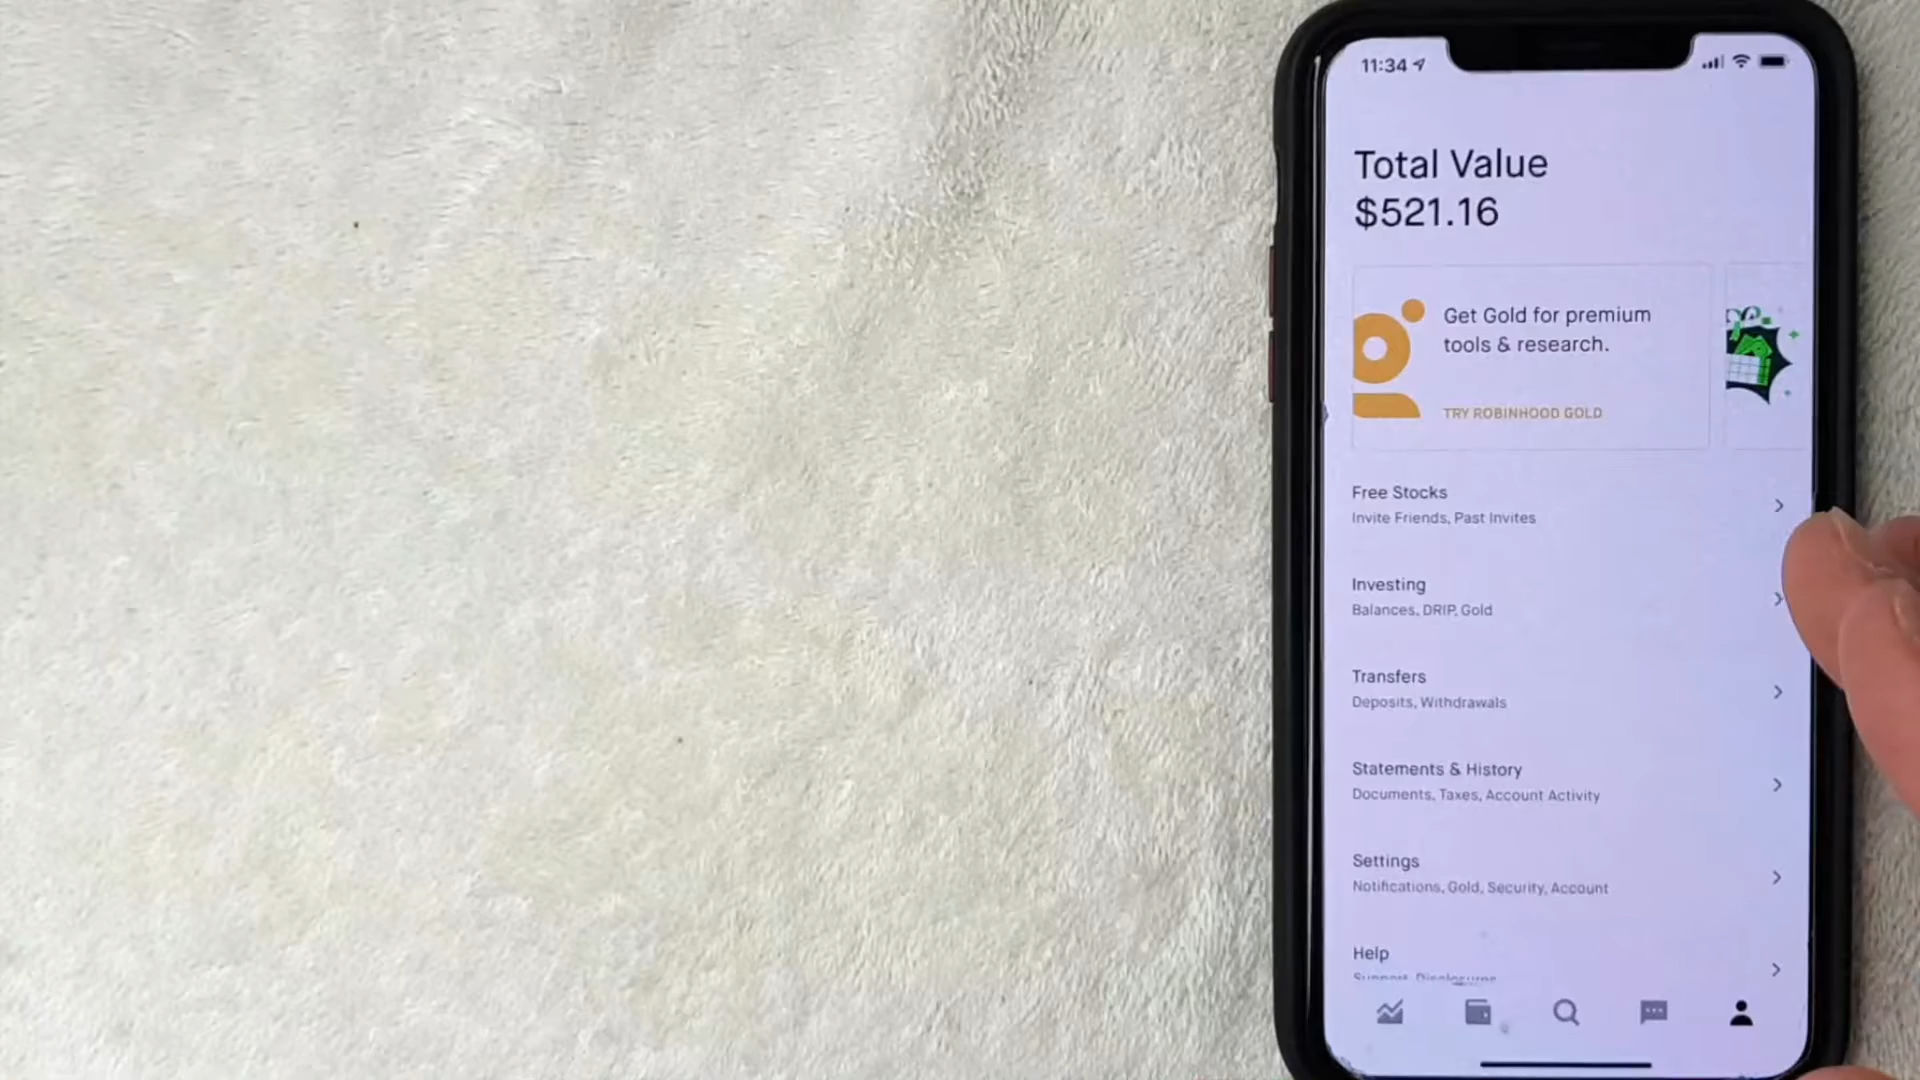 11:34
Total Value
$521.16
Get Gold for premium
tools & research.
TRY ROBINHOOD GOLD
Free Stocks
Invite Friends, Past Invites
Investing
Balances, DRIP, Gold
Transfers
Deposits, Withdrawals
Statements & History
Documents, Taxes, Account Activity
Settings
Notifications, Gold, Security, Account
Help
Support, Disclosures